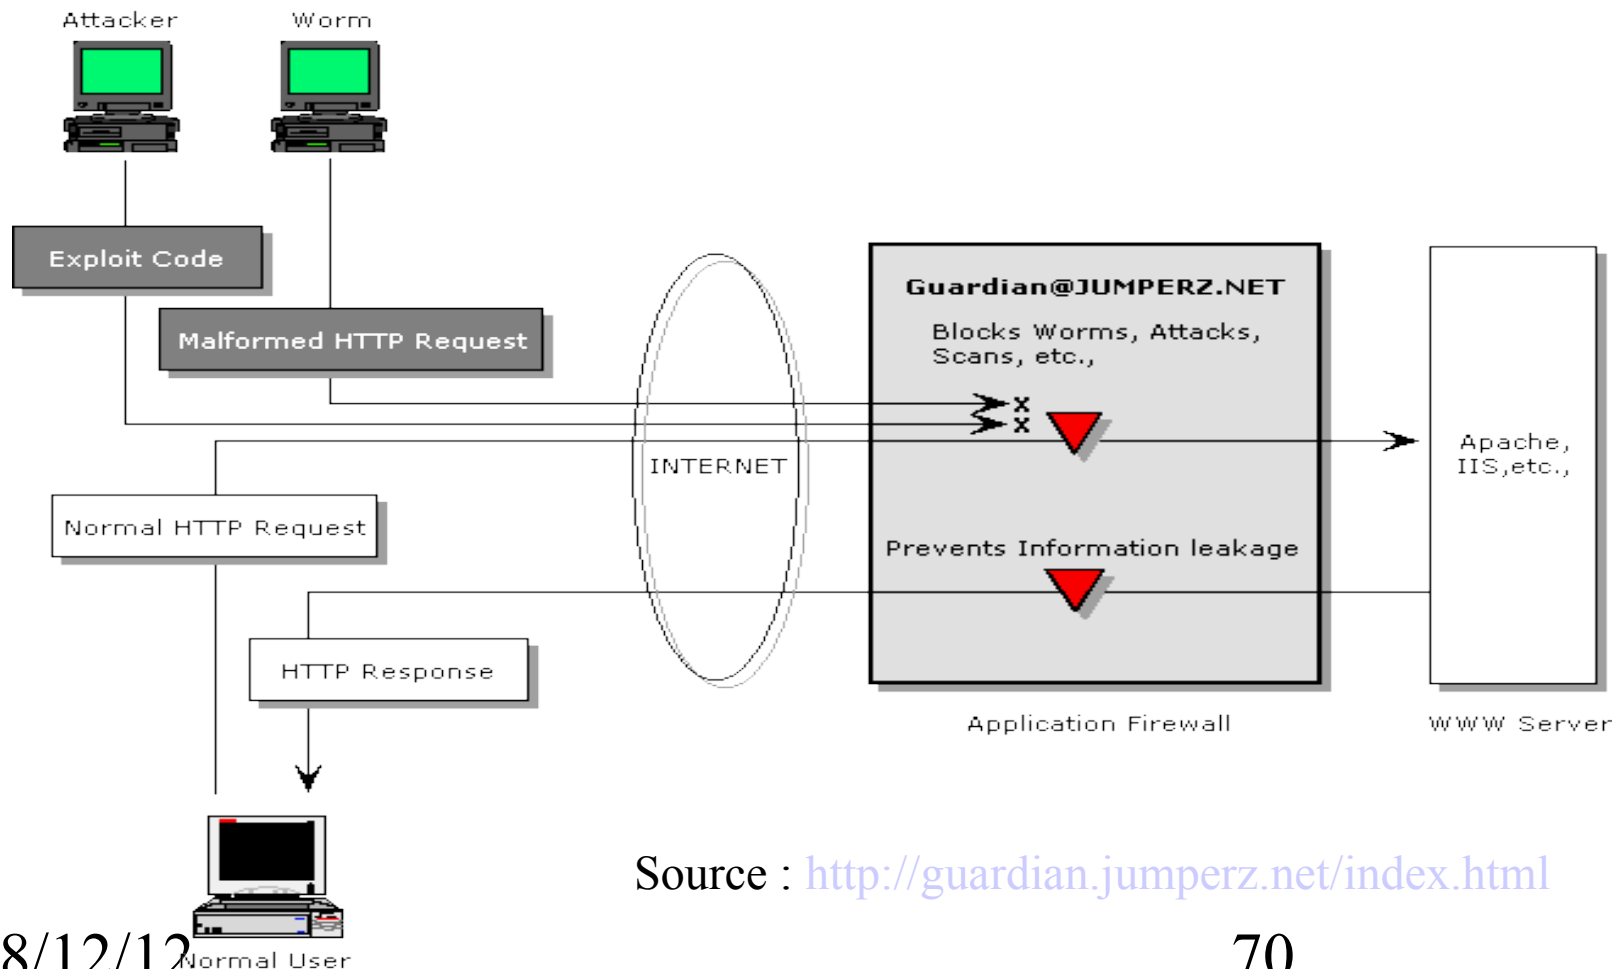 Attacker
Worm
Exploit Code
Malformed HTTP Request
Guardian@JUMPERZ.NET
Blocks Worms, Attacks,
Scans, etc.,
x
x
INTERNET
Apache,
IIS,etc.,
Normal HTTP Request
Prevents Information leakage
HTTP Response
Application Firewall
WWW Server
Source : http://guardian.jumperz.net/index.html
8/12/12
Normal User
70